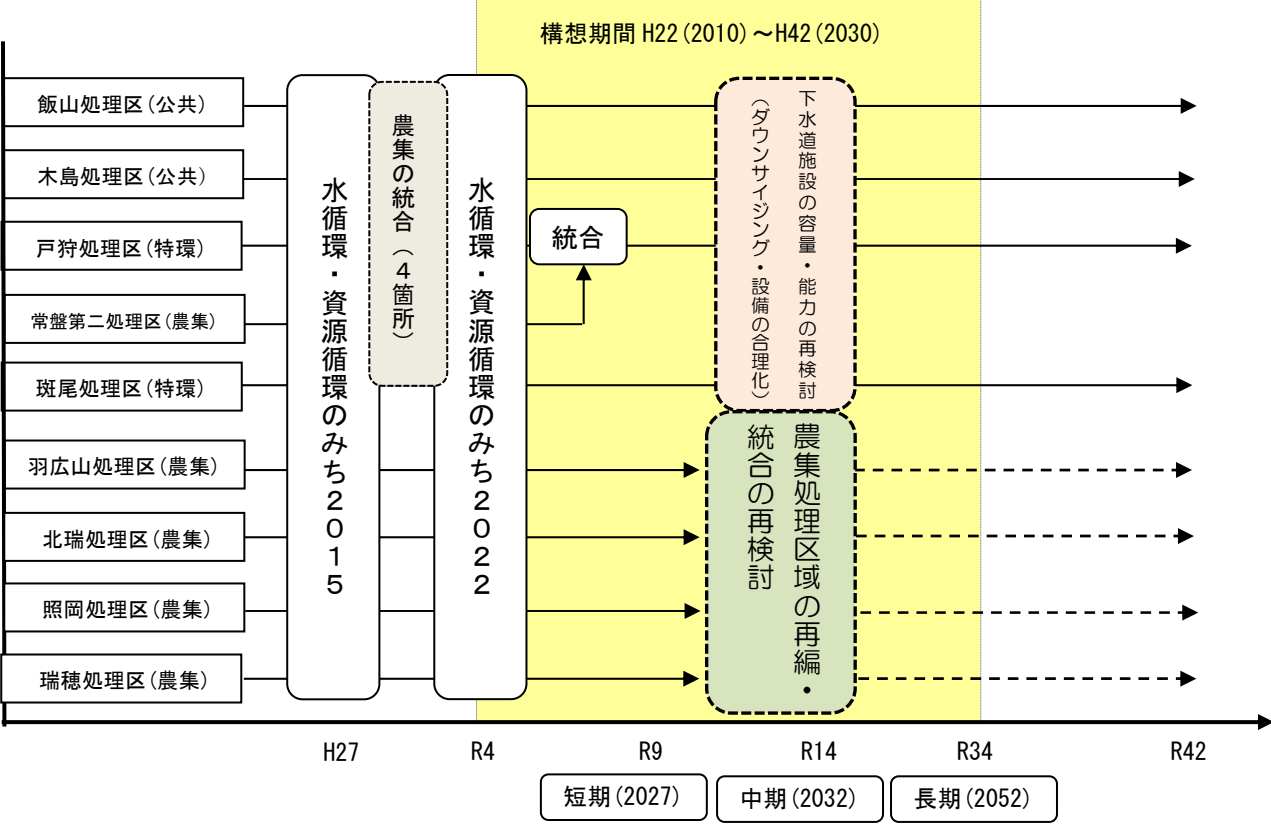 構想期間 H22(2010)～H42(2030)
飯山処理区(公共)
木島処理区(公共)
戸狩処理区(特環)
常盤第二処理区(農集)
斑尾処理区(特環)
羽広山処理区(農集)
北瑞処理区(農集)
照岡処理区(農集)
瑞穂処理区(農集)
水循環・資源循環のみち2015
農集の統合(4箇所)
水循環・資源循環のみち2022
統合
下水道施設の容量・能力の再検討
(ダウンサイジング・設備の合理化)
農集処理区域の再編・
統合の再検討
H27
R4
R9
R14
R34
R42
短期(2027)
中期(2032)
長期(2052)